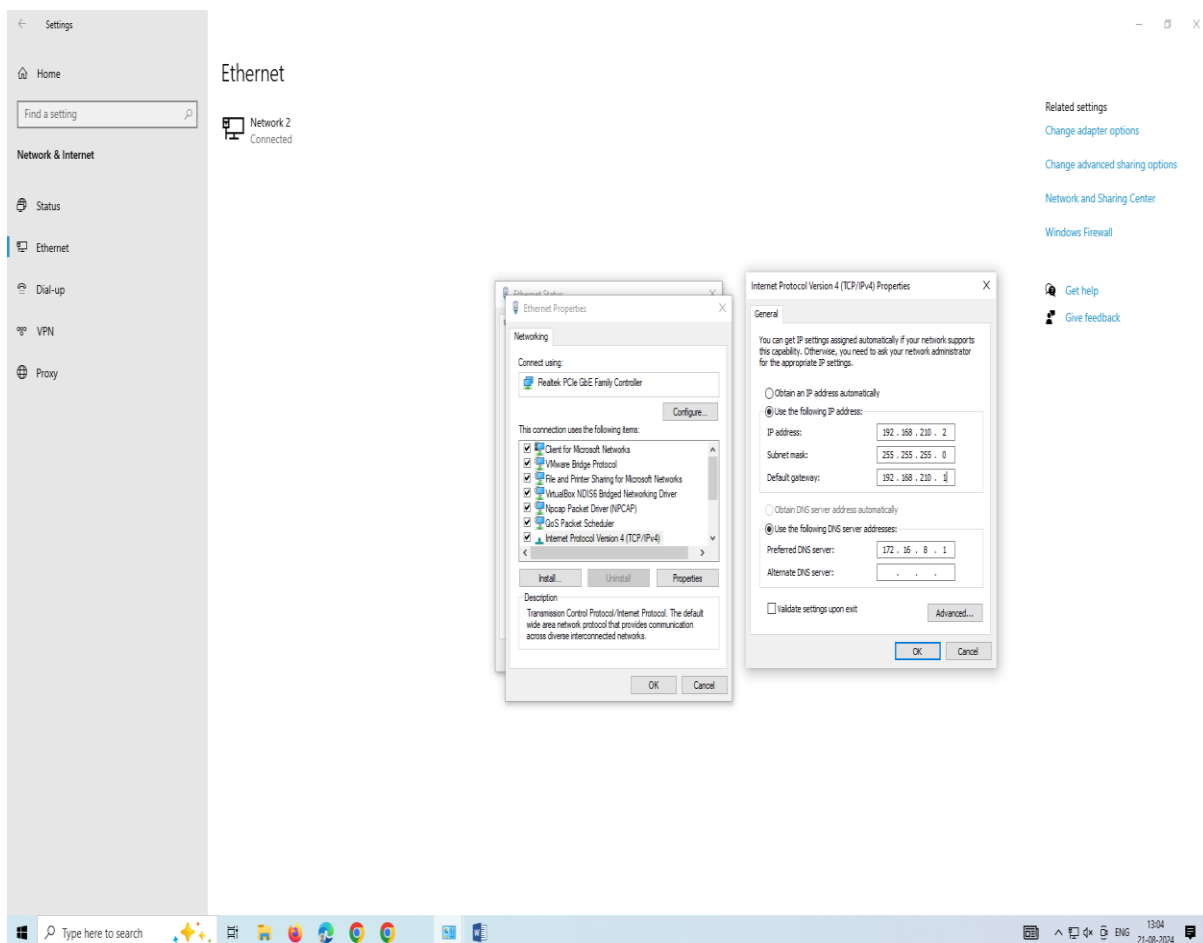 Settings
Home
Find a setting
Network & Internet
Status
Ethernet
Dial-up
VPN
Proxy
Ethernet
Network 2
Connected
Related settings
Change adapter options
Change advanced sharing options
Network and Sharing Center
Windows Firewall
Get help
Give feedback
Ethernet Status
Ethernet Properties
Networking
Connect using:
Realtek PCIe GbE Family Controller
Configure...
This connection uses the following items:
Client for Microsoft Networks
VMware Bridge Protocol
File and Printer Sharing for Microsoft Networks
VirtualBox NDIS6 Bridged Networking Driver
Npcap Packet Driver (NPCAP)
QoS Packet Scheduler
Internet Protocol Version 4 (TCP/IPv4)
Install... Uninstall Properties
Description
Transmission Control Protocol/Internet Protocol. The default
wide area network protocol that provides communication
across diverse interconnected networks.
OK Cancel
Internet Protocol Version 4 (TCP/IPv4) Properties
General
You can get IP settings assigned automatically if your network supports
this capability. Otherwise, you need to ask your network administrator
for the appropriate IP settings.
Obtain an IP address automatically
Use the following IP address:
IP address: 192 . 168 . 210 . 2
Subnet mask: 255 . 255 . 255 . 0
Default gateway: 192 . 168 . 210 . 1
Obtain DNS server address automatically
Use the following DNS server addresses:
Preferred DNS server: 172 . 16 . 8 . 1
Alternate DNS server: . . .
Validate settings upon exit
Advanced...
OK Cancel
Type here to search
ENG
13:04
21-08-2024